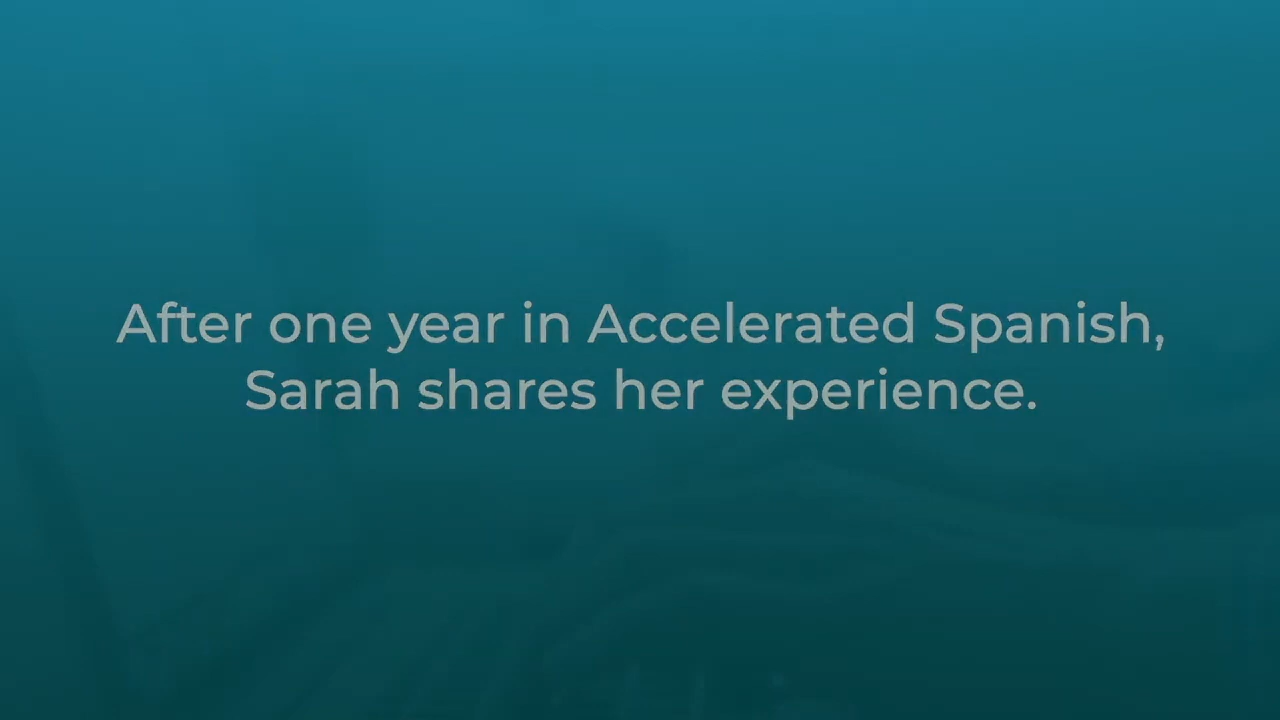 After one year in Accelerated Spanish,
Sarah shares her experience.